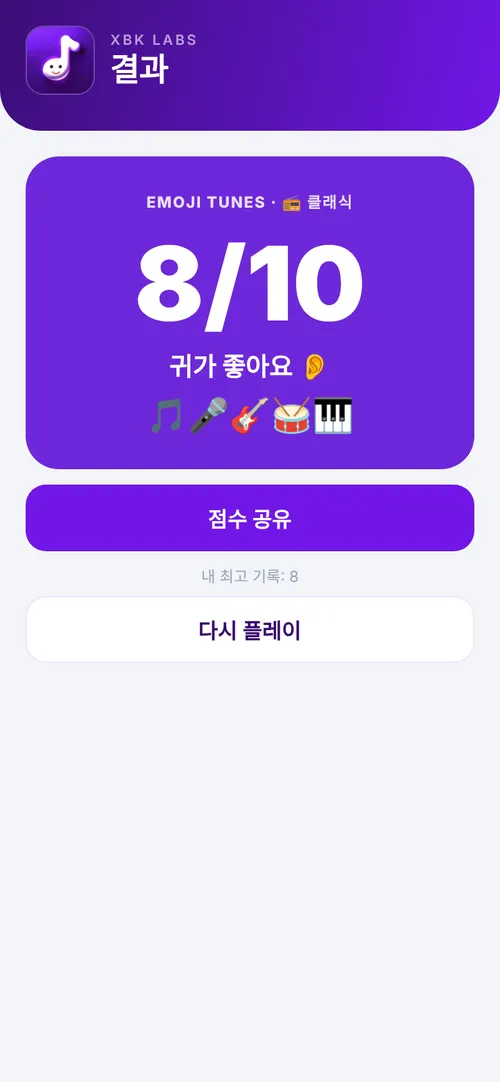 XBK LABS
결과
EMOJI TUNES · 📻 클래식
8/10
귀가 좋아요 👂
🎵🎤🎸🥁🎹
점수 공유
내 최고 기록: 8
다시 플레이